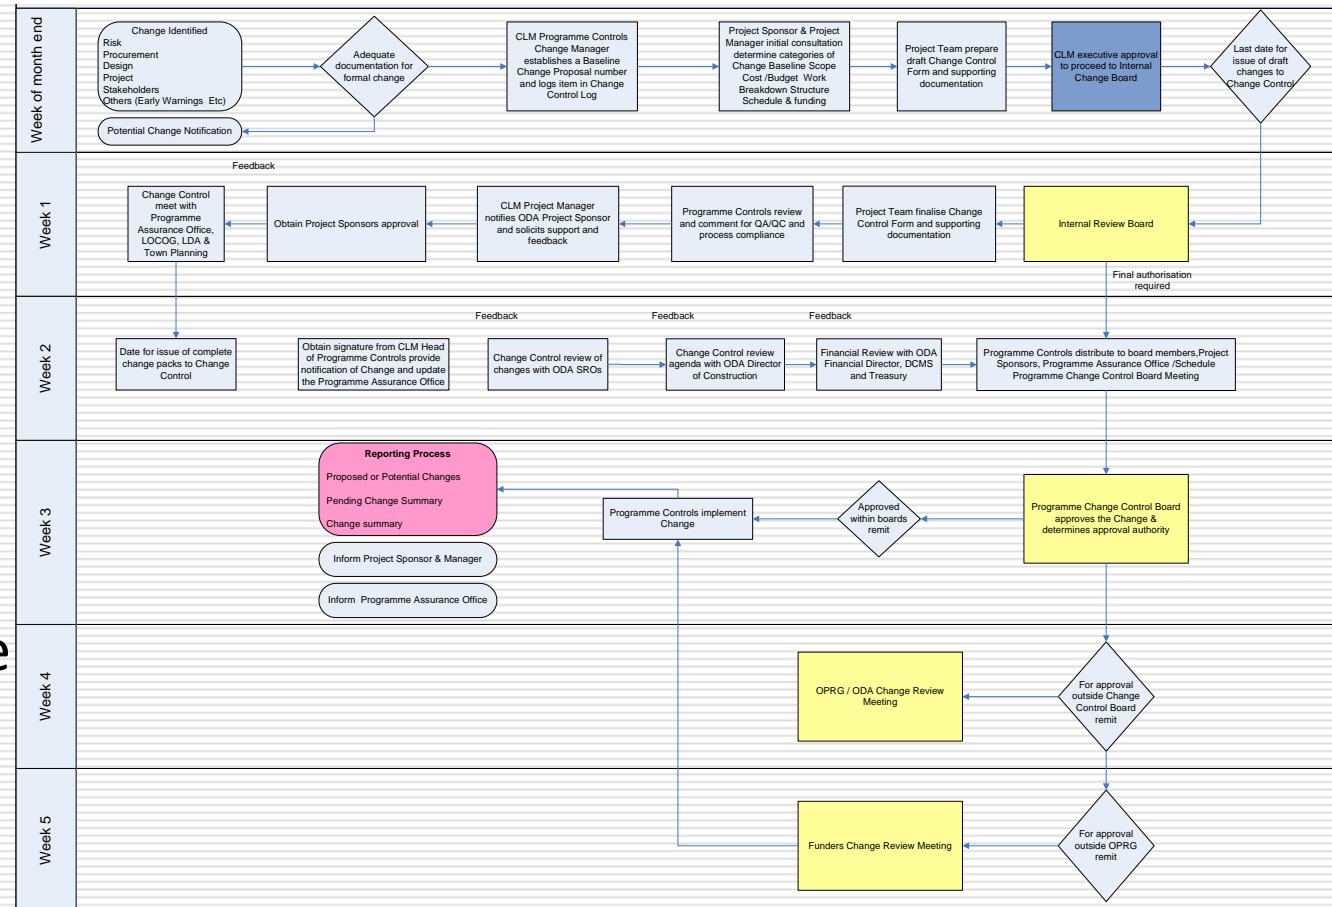 Week of month end
Change Identified
Risk
Procurement
Design
Project
Stakeholders
Others (Early Warnings Etc)
Potential Change Notification
Adequate
documentation for
formal change
CLM Programme Controls
Change Manager
establishes a Baseline
Change Proposal number
and logs item in Change
Control Log
Project Sponsor & Project
Manager initial consultation
determine categories of
Change Baseline Scope
Cost /Budget Work
Breakdown Structure
Schedule & funding
Project Team prepare
draft Change Control
Form and supporting
documentation
CLM executive approval
to proceed to Internal
Change Board
Last date for
issue of draft
changes to
Change Control
Week 1
Feedback
Change Control
meet with
Programme
Assurance Office,
LOCOG, LDA &
Town Planning
Obtain Project Sponsors approval
CLM Project Manager
notifies ODA Project Sponsor
and solicits support and
feedback
Programme Controls review
and comment for QA/QC and
process compliance
Project Team finalise Change
Control Form and supporting
documentation
Internal Review Board
Final authorisation
required
Week 2
Feedback
Feedback
Feedback
Date for issue of complete
change packs to Change
Control
Obtain signature from CLM Head
of Programme Controls provide
notification of Change and update
the Programme Assurance Office
Change Control review of
changes with ODA SROs
Change Control review
agenda with ODA Director
of Construction
Financial Review with ODA
Financial Director, DCMS
and Treasury
Programme Controls distribute to board members,Project
Sponsors, Programme Assurance Office /Schedule
Programme Change Control Board Meeting
Week 3
Reporting Process
Proposed or Potential Changes
Pending Change Summary
Change summary
Inform Project Sponsor & Manager
Inform Programme Assurance Office
Programme Controls implement
Change
Approved
within boards
remit
Programme Change Control Board
approves the Change &
determines approval authority
e
Week 4
OPRG / ODA Change Review
Meeting
For approval
outside Change
Control Board
remit
Week 5
Funders Change Review Meeting
For approval
outside OPRG
remit